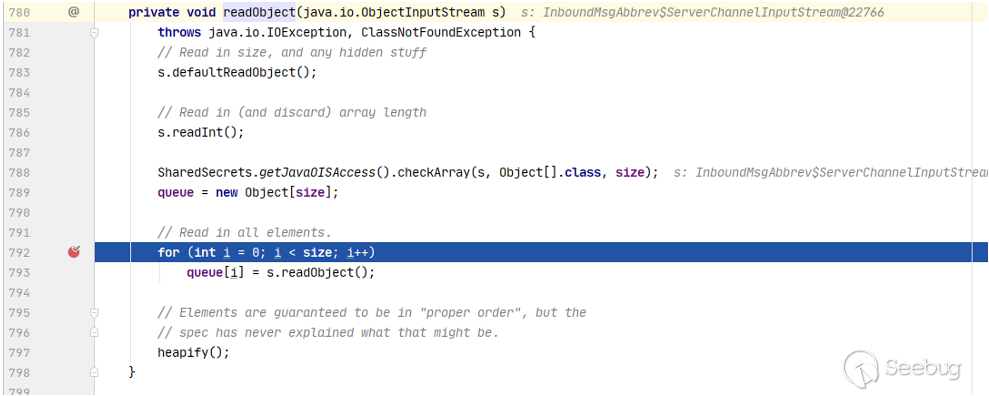 780 @ private void readObject(java.io.ObjectInputStream s) s: InboundMsgAbbrev$ServerChannelInputStream@22766
781 throws java.io.IOException, ClassNotFoundException {
782 // Read in size, and any hidden stuff
783 s.defaultReadObject();
784
785 // Read in (and discard) array length
786 s.readInt();
787
788 SharedSecrets.getJavaOISAccess().checkArray(s, Object[].class, size); s: InboundMsgAbbrev$ServerChannelInputStream
789 queue = new Object[size];
790
791 // Read in all elements.
792 for (int i = 0; i < size; i++)
793 queue[i] = s.readObject();
794
795 // Elements are guaranteed to be in "proper order", but the
796 // spec has never explained what that might be.
797 heapify();
798 }
799
Seebug